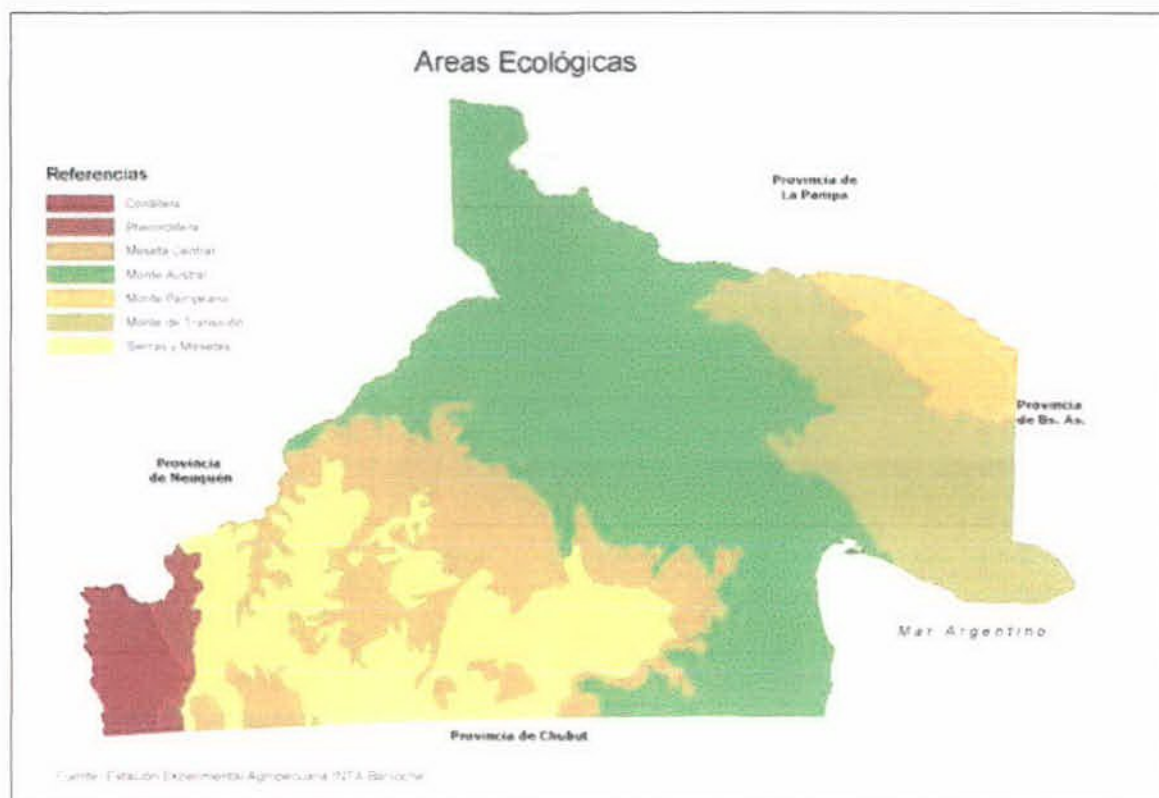 Areas Ecológicas
Referencias
Cordillera
Precordillera
Meseta Central
Monte Austral
Monte Pampeano
Monte de Transición
Sierras y Mesetas
Provincia de
La Pampa
Provincia
de Bs. As.
Provincia
de Neuquén
Mar Argentino
Provincia de Chubut
Fuente: Estación Experimental Agropecuaria INTA Bariloche